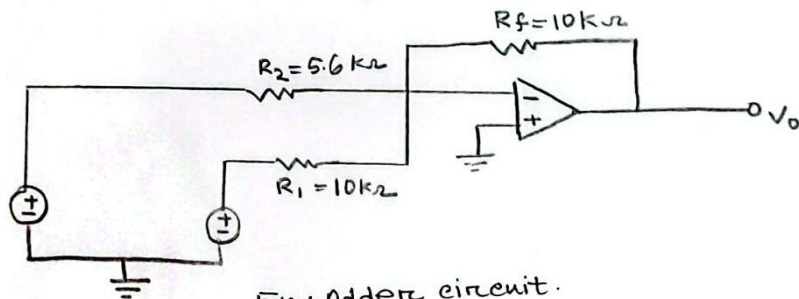 Rf=10KΩ
R2=5.6 kΩ
-
+
Vo
R1=10kΩ
+
-
+
-
Fig: Adder circuit.